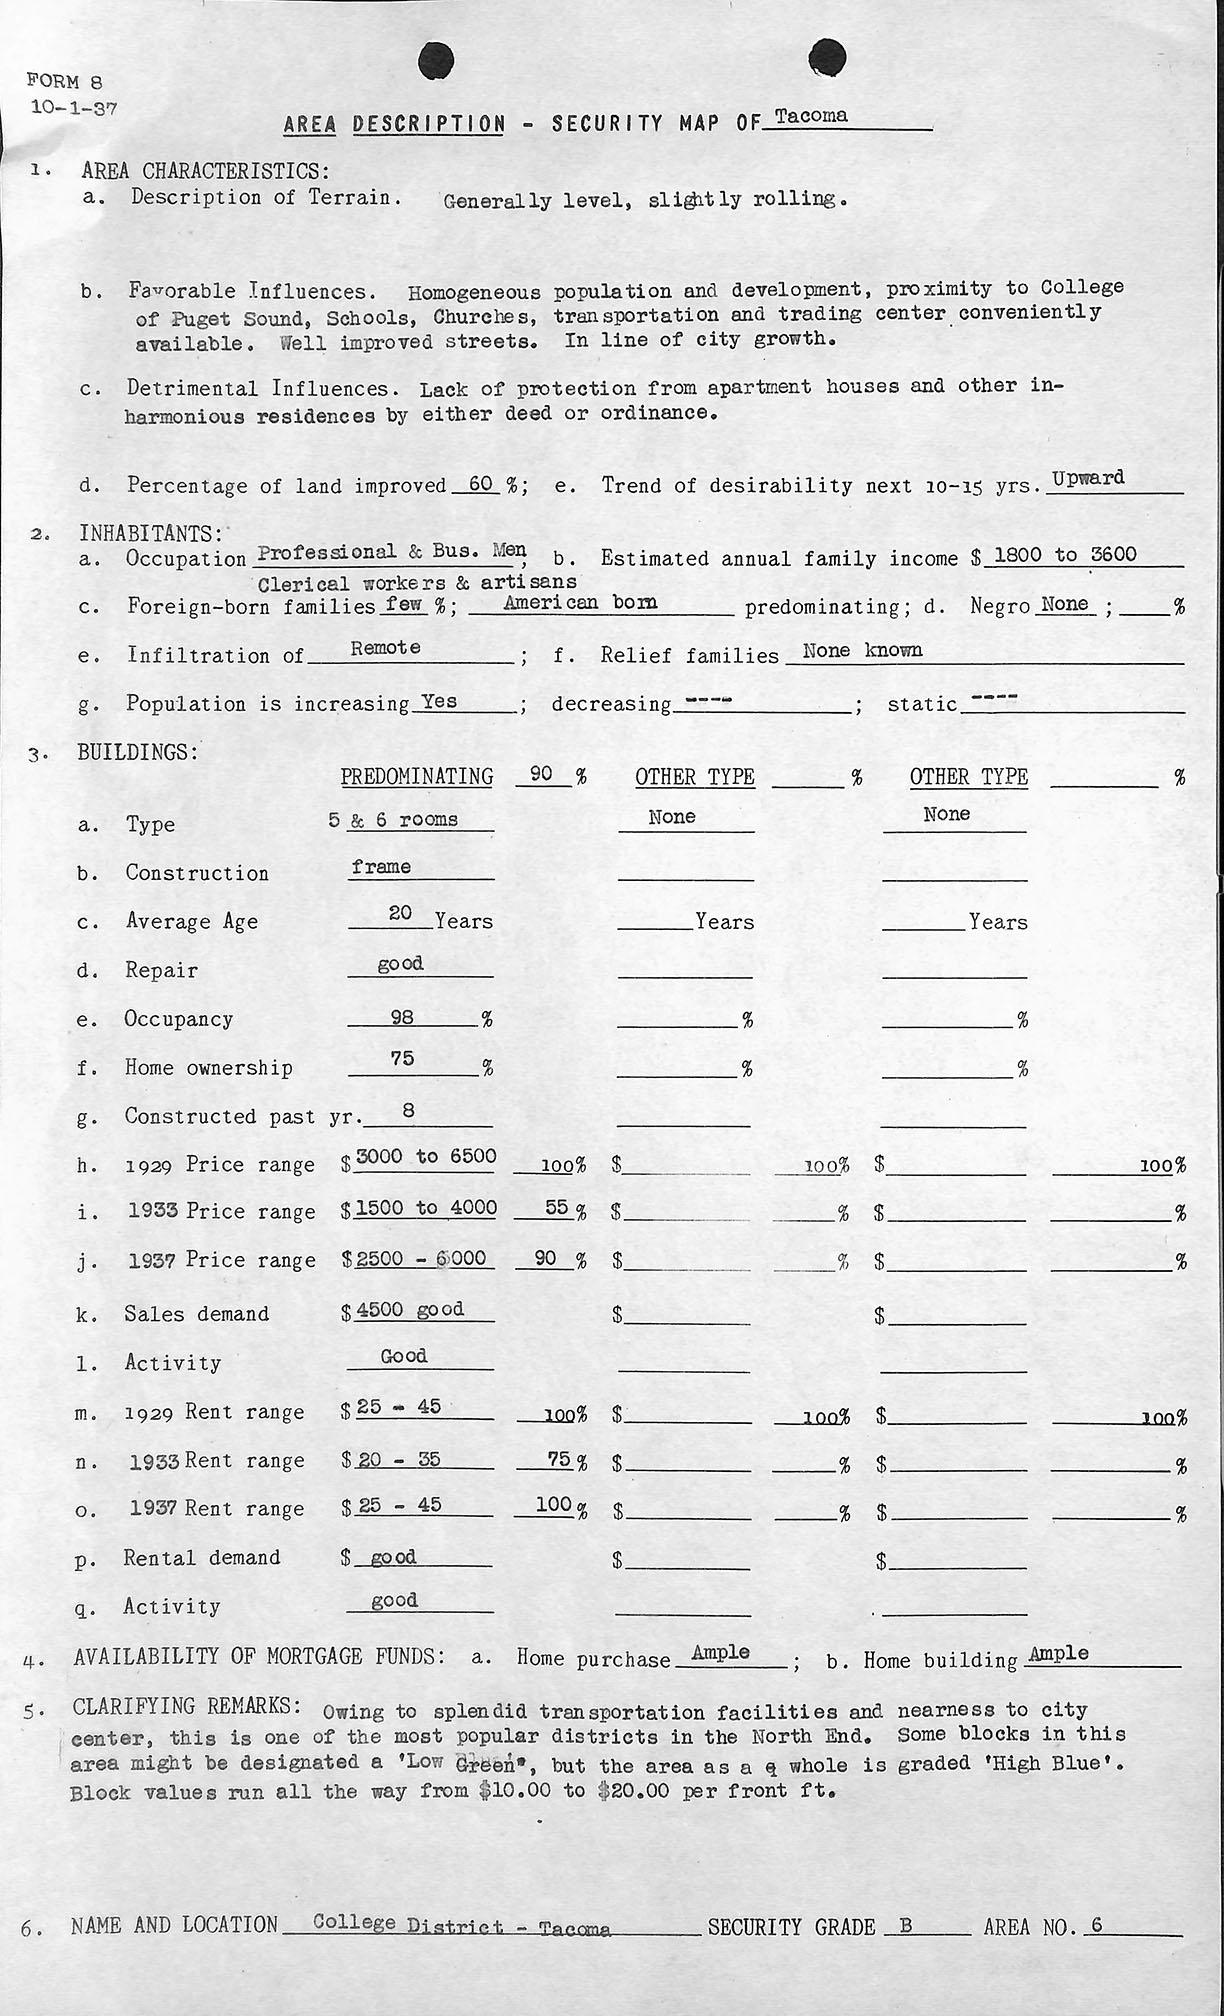 FORM 8
10-1-37
AREA DESCRIPTION - SECURITY MAP OF Tacoma
1. AREA CHARACTERISTICS:
a. Description of Terrain. Generally level, slightly rolling.
b. Favorable Influences. Homogeneous population and development, proximity to College
of Puget Sound, Schools, Churches, transportation and trading center conveniently
available. Well improved streets. In line of city growth.
c. Detrimental Influences. Lack of protection from apartment houses and other in-
harmonious residences by either deed or ordinance.
d. Percentage of land improved 60 %; e. Trend of desirability next 10-15 yrs. Upward
2. INHABITANTS:
a. Occupation Professional & Bus. Men, b. Estimated annual family income $ 1800 to 3600
Clerical workers & artisans
c. Foreign-born families few %; American born predominating; d. Negro None ; %
e. Infiltration of Remote ; f. Relief families None known
g. Population is increasing Yes ; decreasing ---- ; static ----
3. BUILDINGS:
PREDOMINATING 90 % OTHER TYPE % OTHER TYPE %
a. Type 5 & 6 rooms None None
b. Construction frame
c. Average Age 20 Years Years Years
d. Repair good
e. Occupancy 98 % % %
f. Home ownership 75 % % %
g. Constructed past yr. 8
h. 1929 Price range $ 3000 to 6500 100% $ 100% $ 100%
i. 1933 Price range $ 1500 to 4000 55 % $ % $ %
j. 1937 Price range $ 2500 - 6000 90 % $ % $ %
k. Sales demand $ 4500 good $ $
l. Activity Good
m. 1929 Rent range $ 25 - 45 100% $ 100% $ 100%
n. 1933 Rent range $ 20 - 35 75 % $ % $ %
o. 1937 Rent range $ 25 - 45 100 % $ % $ %
p. Rental demand $ good $ $
q. Activity good
4. AVAILABILITY OF MORTGAGE FUNDS: a. Home purchase Ample ; b. Home building Ample
5. CLARIFYING REMARKS: Owing to splendid transportation facilities and nearness to city
center, this is one of the most popular districts in the North End. Some blocks in this
area might be designated a 'Low Green", but the area as a q whole is graded 'High Blue'.
Block values run all the way from $10.00 to $20.00 per front ft.
6. NAME AND LOCATION College District - Tacoma SECURITY GRADE B AREA NO. 6